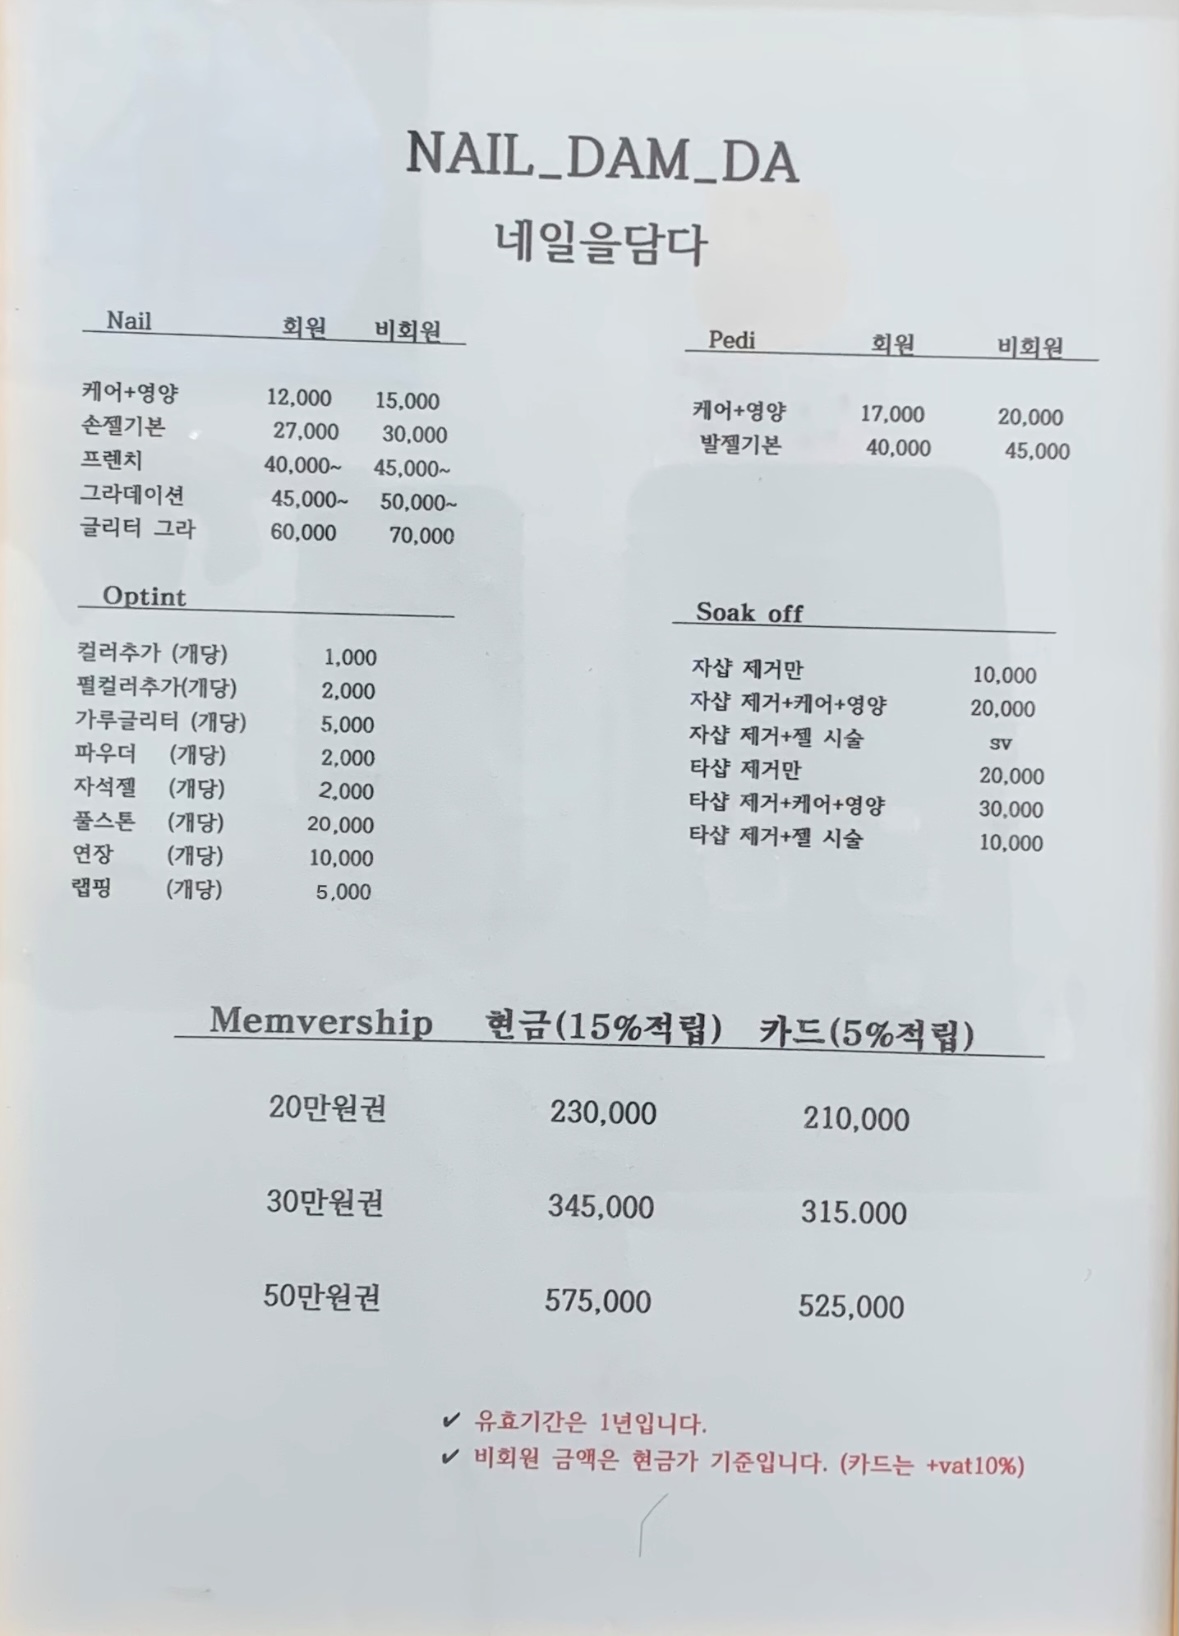 NAIL_DAM_DA
네일을담다
Nail 회원 비회원
케어+영양 12,000 15,000
손젤기본 27,000 30,000
프렌치 40,000~ 45,000~
그라데이션 45,000~ 50,000~
글리터 그라 60,000 70,000
Pedi 회원 비회원
케어+영양 17,000 20,000
발젤기본 40,000 45,000
Optint
컬러추가 (개당) 1,000
펄컬러추가(개당) 2,000
가루글리터 (개당) 5,000
파우더 (개당) 2,000
자석젤 (개당) 2,000
풀스톤 (개당) 20,000
연장 (개당) 10,000
랩핑 (개당) 5,000
Soak off
자샵 제거만 10,000
자샵 제거+케어+영양 20,000
자샵 제거+젤 시술 sv
타샵 제거만 20,000
타샵 제거+케어+영양 30,000
타샵 제거+젤 시술 10,000
Memvership 현금(15%적립) 카드(5%적립)
20만원권 230,000 210,000
30만원권 345,000 315.000
50만원권 575,000 525,000
✔ 유효기간은 1년입니다.
✔ 비회원 금액은 현금가 기준입니다. (카드는 +vat10%)